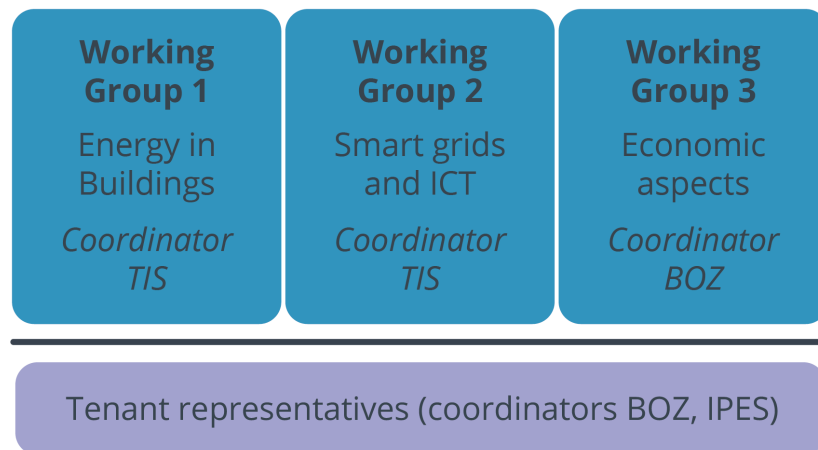 Working
Group 1
Energy in
Buildings
Coordinator
TIS
Working
Group 2
Smart grids
and ICT
Coordinator
TIS
Working
Group 3
Economic
aspects
Coordinator
BOZ
Tenant representatives (coordinators BOZ, IPES)